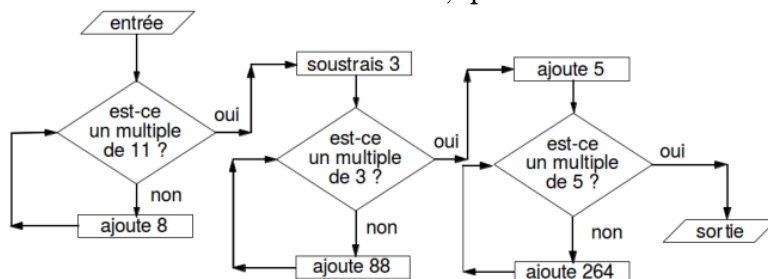 entrée
est-ce
un multiple
de 11 ?
oui
non
ajoute 8
soustrais 3
est-ce
un multiple
de 3 ?
oui
non
ajoute 88
ajoute 5
est-ce
un multiple
de 5 ?
oui
non
ajoute 264
sortie